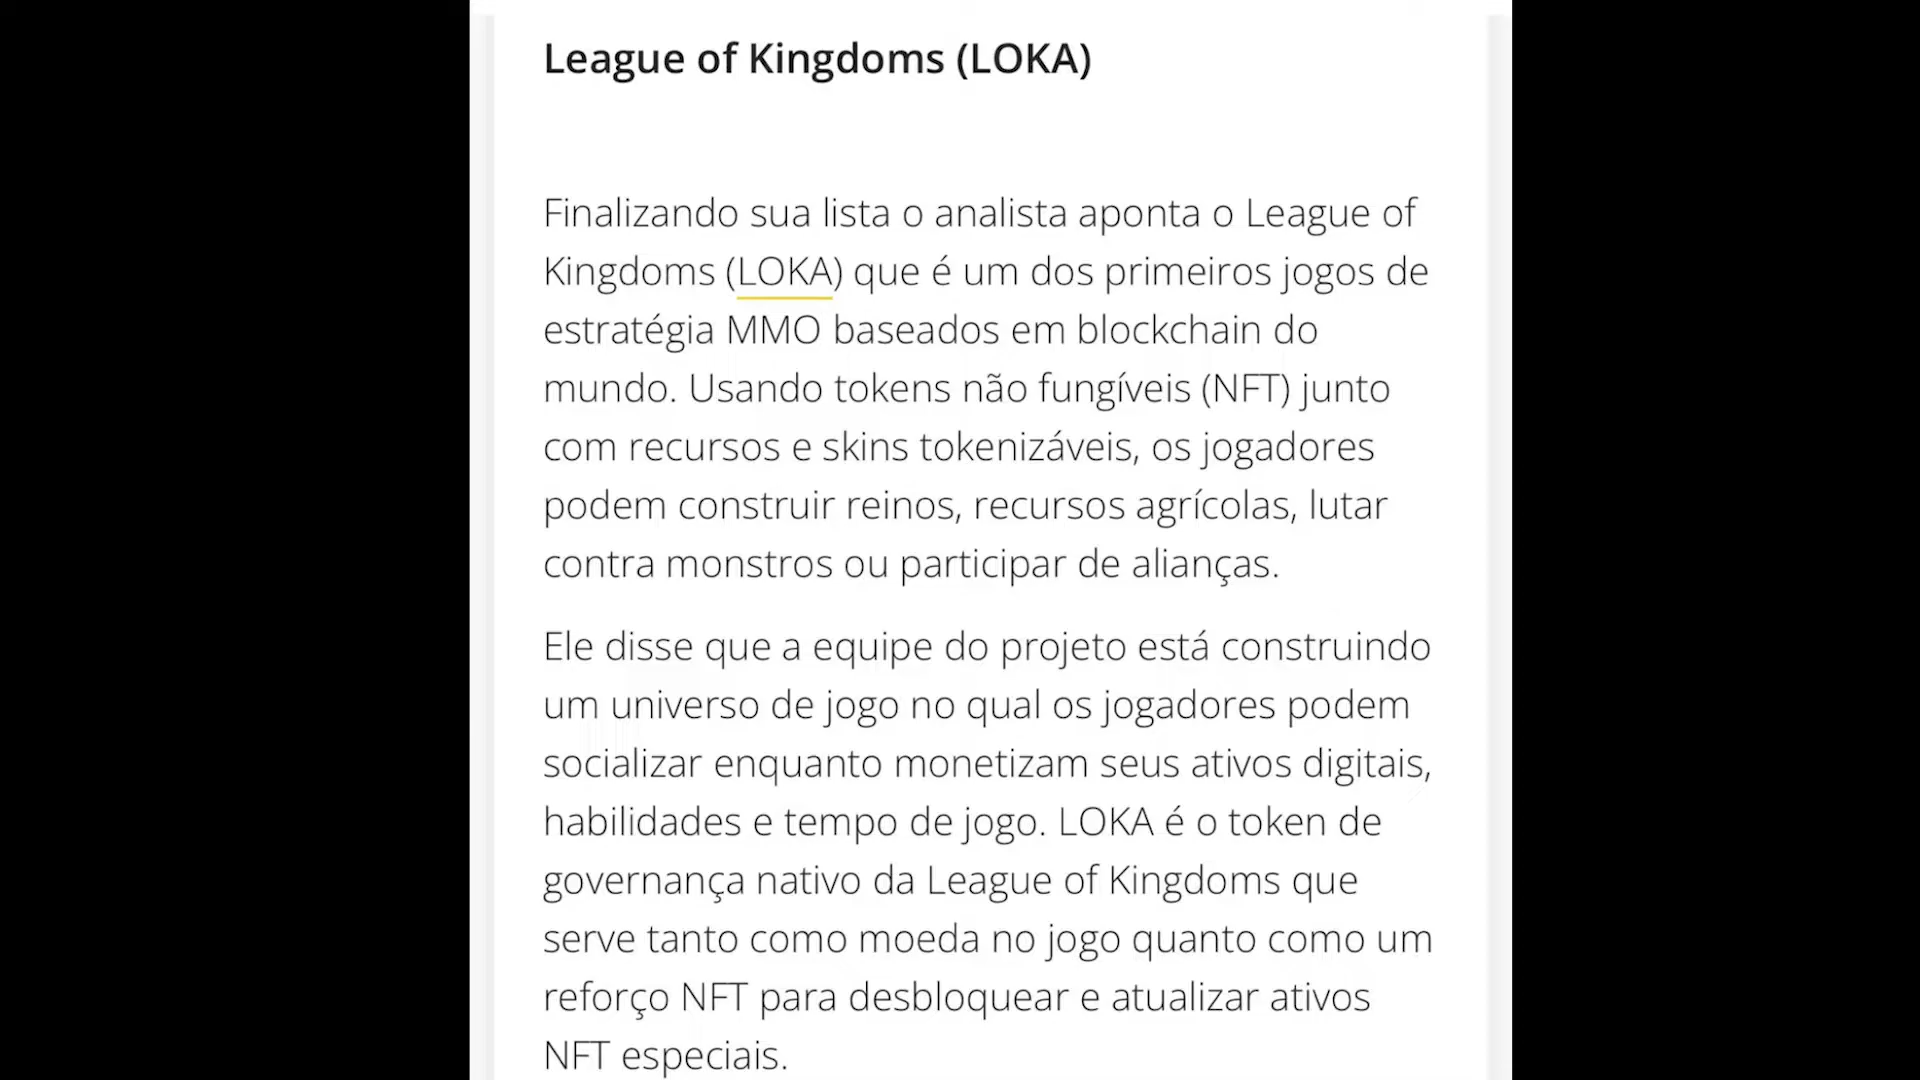 League of Kingdoms (LOKA)
Finalizando sua lista o analista aponta o League of
Kingdoms (LOKA) que é um dos primeiros jogos de
estratégia MMO baseados em blockchain do
mundo. Usando tokens não fungíveis (NFT) junto
com recursos e skins tokenizáveis, os jogadores
podem construir reinos, recursos agrícolas, lutar
contra monstros ou participar de alianças.
Ele disse que a equipe do projeto está construindo
um universo de jogo no qual os jogadores podem
socializar enquanto monetizam seus ativos digitais,
habilidades e tempo de jogo. LOKA é o token de
governança nativo da League of Kingdoms que
serve tanto como moeda no jogo quanto como um
reforço NFT para desbloquear e atualizar ativos
NFT especiais.